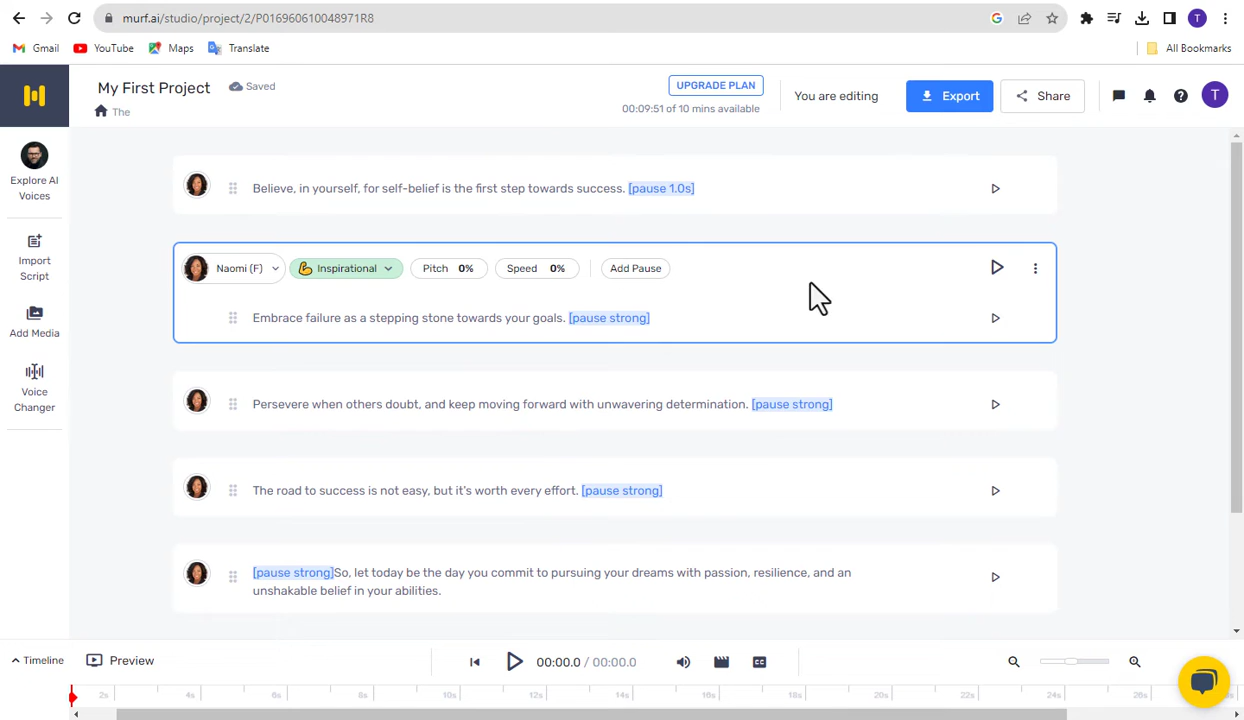 murf.ai/studio/project/2/P016960610048971R8
T
Gmail
YouTube
Maps
Translate
All Bookmarks
My First Project
Saved
The
UPGRADE PLAN
00:09:51 of 10 mins available
You are editing
Export
Share
T
Explore AI
Voices
Import
Script
Add Media
Voice
Changer
Believe, in yourself, for self-belief is the first step towards success. [pause 1.0s]
Naomi (F)
Inspirational
Pitch 0%
Speed 0%
Add Pause
Embrace failure as a stepping stone towards your goals. [pause strong]
Persevere when others doubt, and keep moving forward with unwavering determination. [pause strong]
The road to success is not easy, but it's worth every effort. [pause strong]
[pause strong]So, let today be the day you commit to pursuing your dreams with passion, resilience, and an
unshakable belief in your abilities.
Timeline
Preview
00:00.0 / 00:00.0
CC
2s 4s 6s 8s 10s 12s 14s 16s 18s 20s 22s 24s 26s 28s